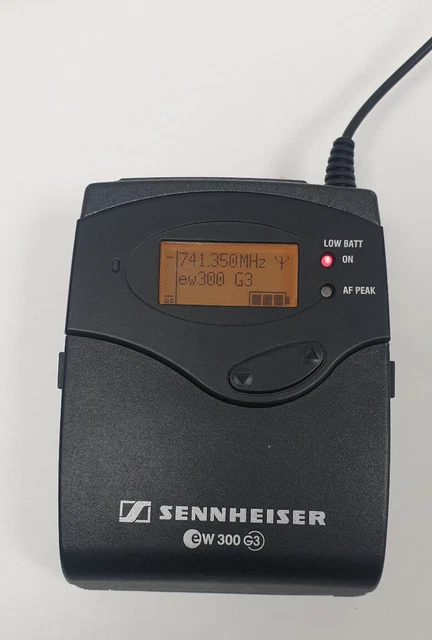 LOW BATT
741.350MHz
ON
ew300 G3
AF PEAK
SENNHEISER
ew 300 G3